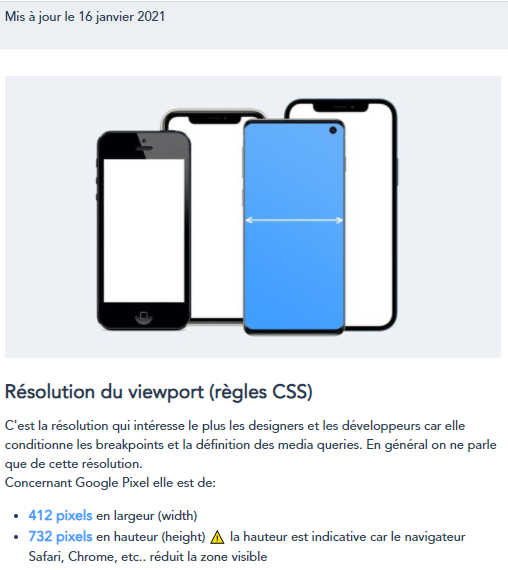 Mis à jour le 16 janvier 2021
Résolution du viewport (règles CSS)
C'est la résolution qui intéresse le plus les designers et les développeurs car elle
conditionne les breakpoints et la définition des media queries. En général on ne parle
que de cette résolution.
Concernant Google Pixel elle est de:
• 412 pixels en largeur (width)
• 732 pixels en hauteur (height) ⚠ la hauteur est indicative car le navigateur
Safari, Chrome, etc.. réduit la zone visible